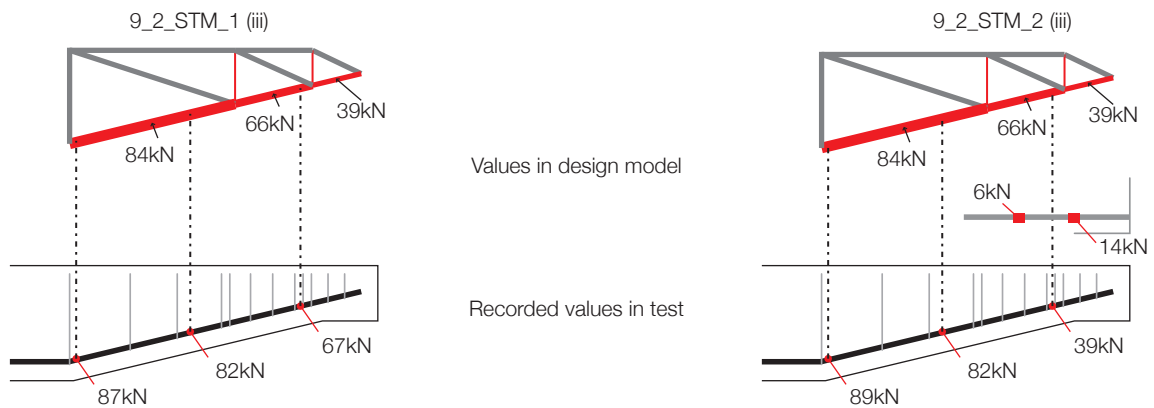 9_2_STM_1 (iii)
9_2_STM_2 (iii)
39kN
66kN
84kN
39kN
66kN
84kN
Values in design model
6kN
14kN
Recorded values in test
67kN
82kN
87kN
39kN
82kN
89kN